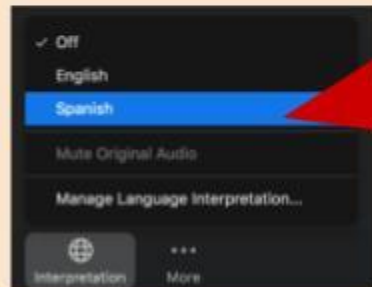 ✓ Off
English
Spanish
Mute Original Audio
Manage Language Interpretation...
Interpretation
More